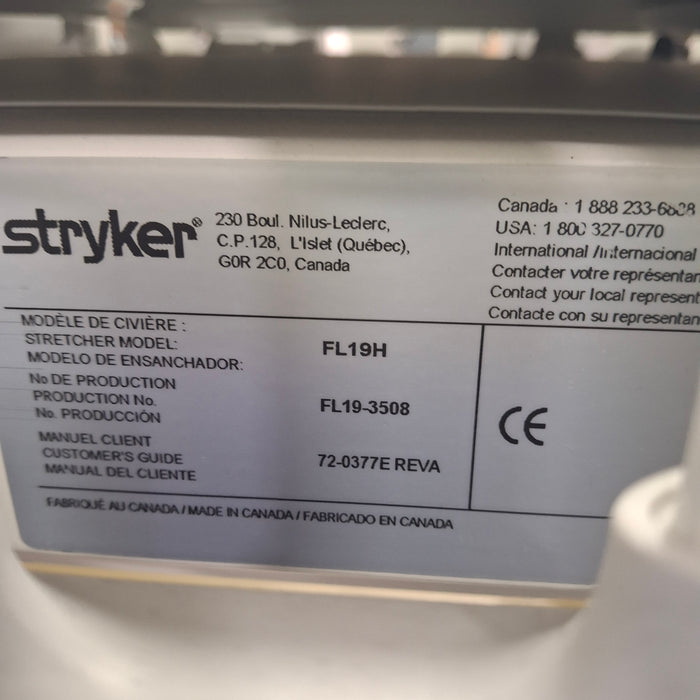 stryker®
230 Boul. Nilus-Leclerc,
C.P.128, L'Islet (Québec),
G0R 2C0, Canada
Canada : 1 888 233-6888
USA: 1 800 327-0770
International /Internacional
Contacter votre représentan
Contact your local represent
Contacte con su representan
MODÈLE DE CIVIÈRE :
STRETCHER MODEL:
MODELO DE ENSANCHADOR:
FL19H
No DE PRODUCTION
PRODUCTION No.
No. PRODUCCIÓN
FL19-3508
MANUEL CLIENT
CUSTOMER'S GUIDE
MANUAL DEL CLIENTE
72-0377E REVA
CE
FABRIQUÉ AU CANADA / MADE IN CANADA / FABRICADO EN CANADA